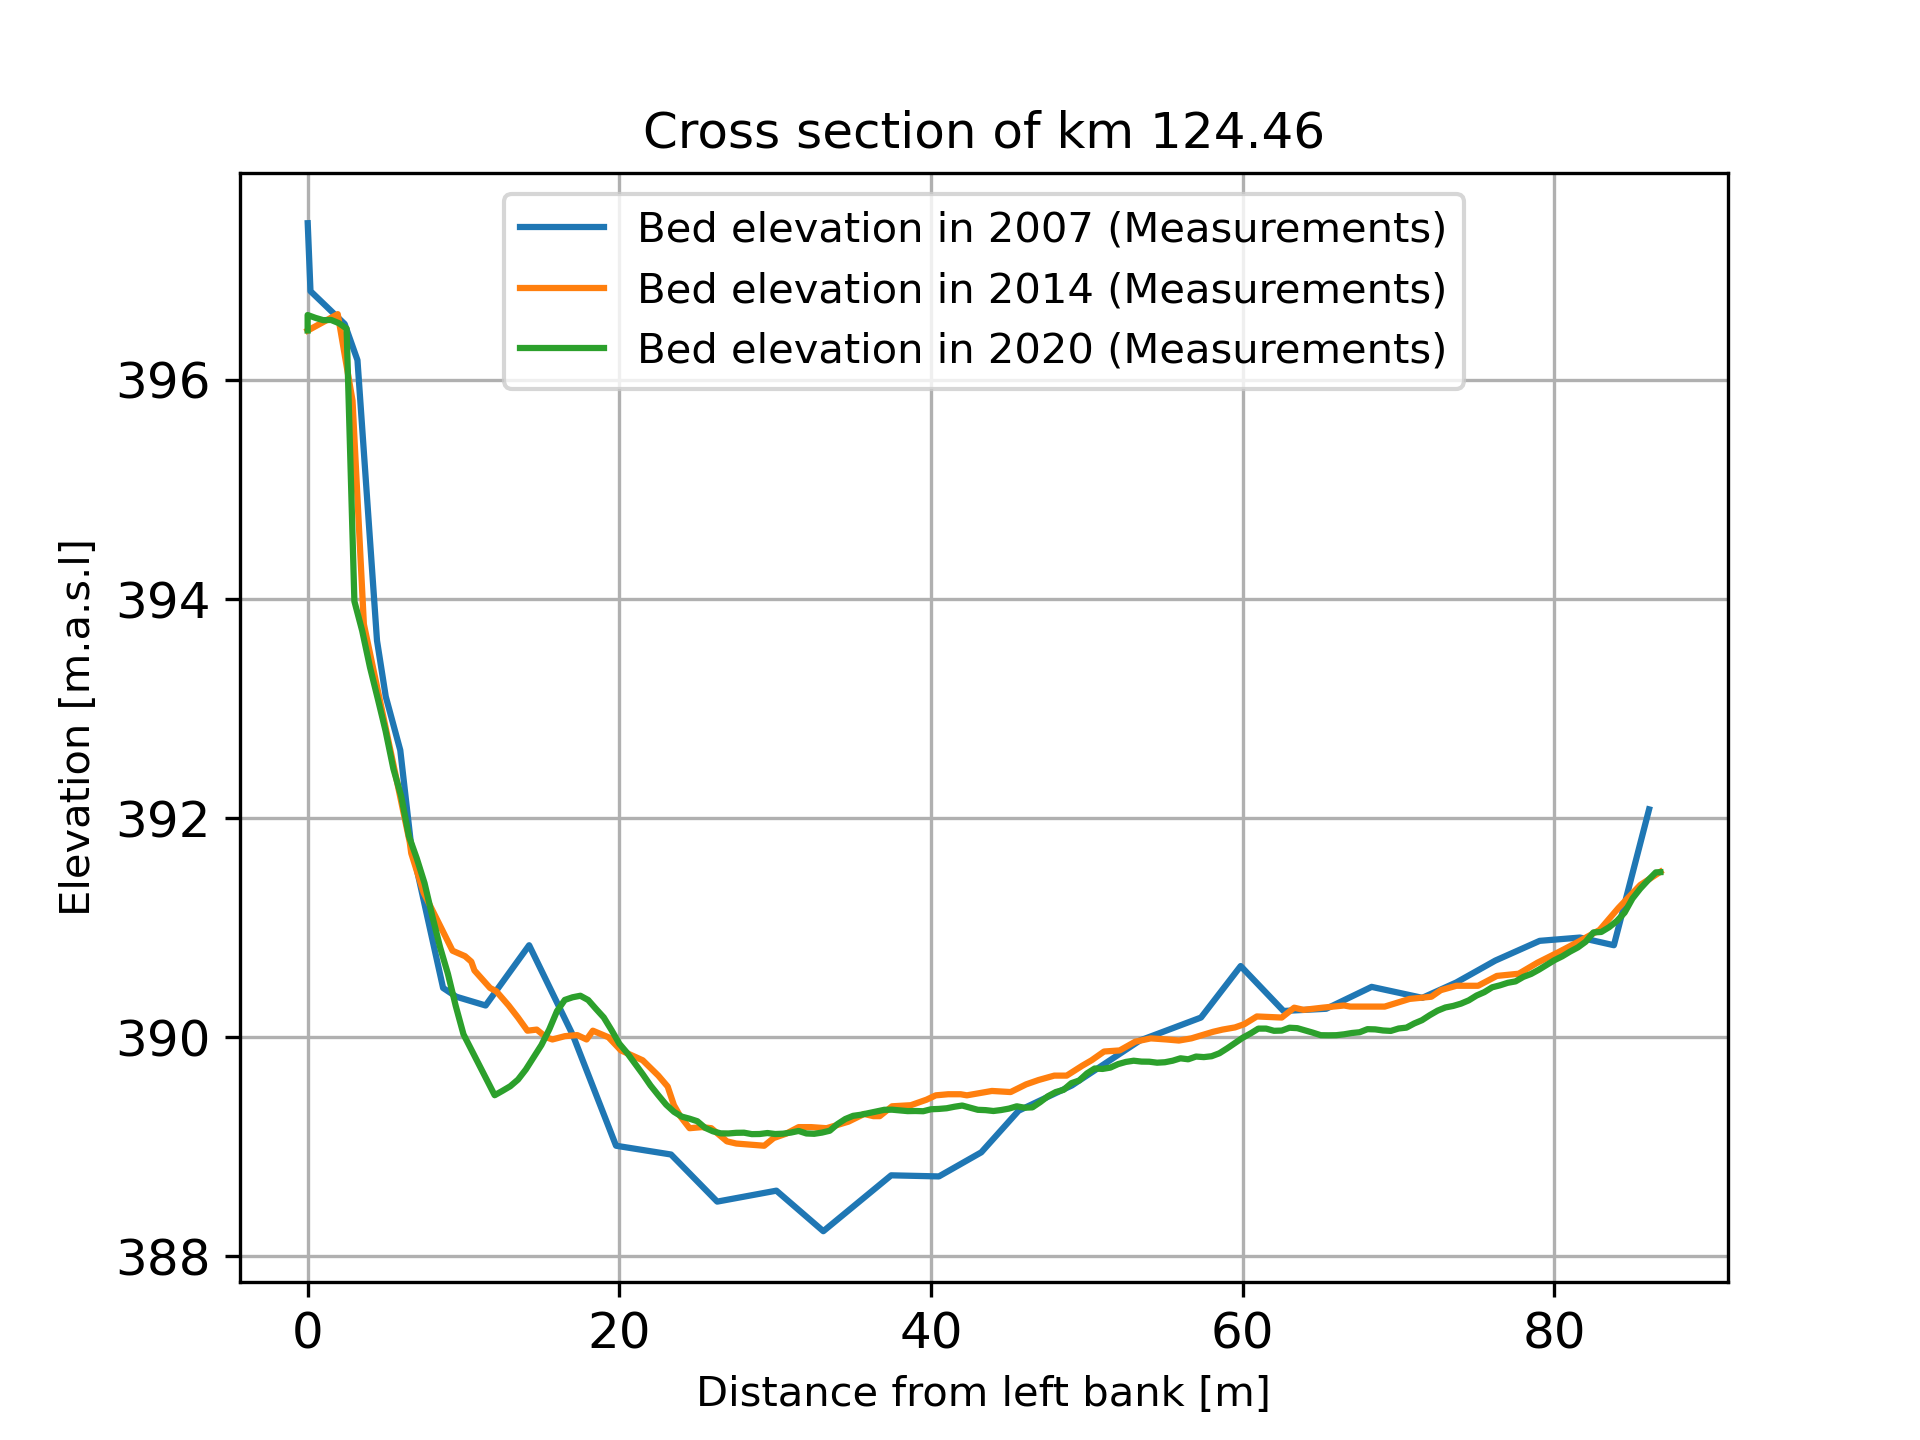 Cross section of km 124.46
Bed elevation in 2007 (Measurements)
Bed elevation in 2014 (Measurements)
Bed elevation in 2020 (Measurements)
Elevation [m.a.s.l]
396
394
392
390
388
0 20 40 60 80
Distance from left bank [m]